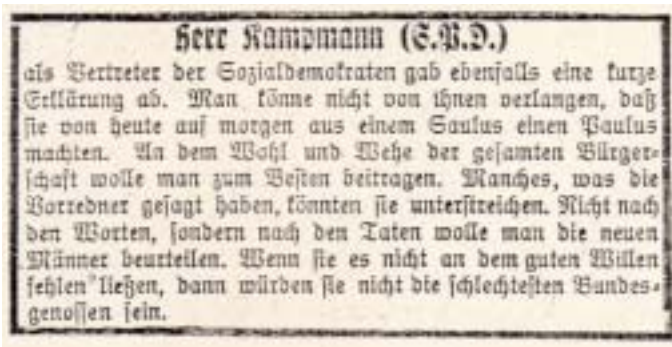 Herr Kampmann (S.P.D.)
als Vertreter der Sozialdemokraten gab ebenfalls eine kurze
Erklärung ab. Man könne nicht von ihnen verlangen, daß
sie von heute auf morgen aus einem Saulus einen Paulus
machten. An dem Wohl und Wehe der gesamten Bürger-
schaft wolle man zum Besten beitragen. Manches, was die
Vorredner gesagt haben, könnten sie unterstreichen. Nicht nach
den Worten, sondern nach den Taten wolle man die neuen
Männer beurteilen. Wenn sie es nicht an dem guten Willen
fehlen ließen, dann würden sie nicht die schlechtesten Bundes-
genossen sein.